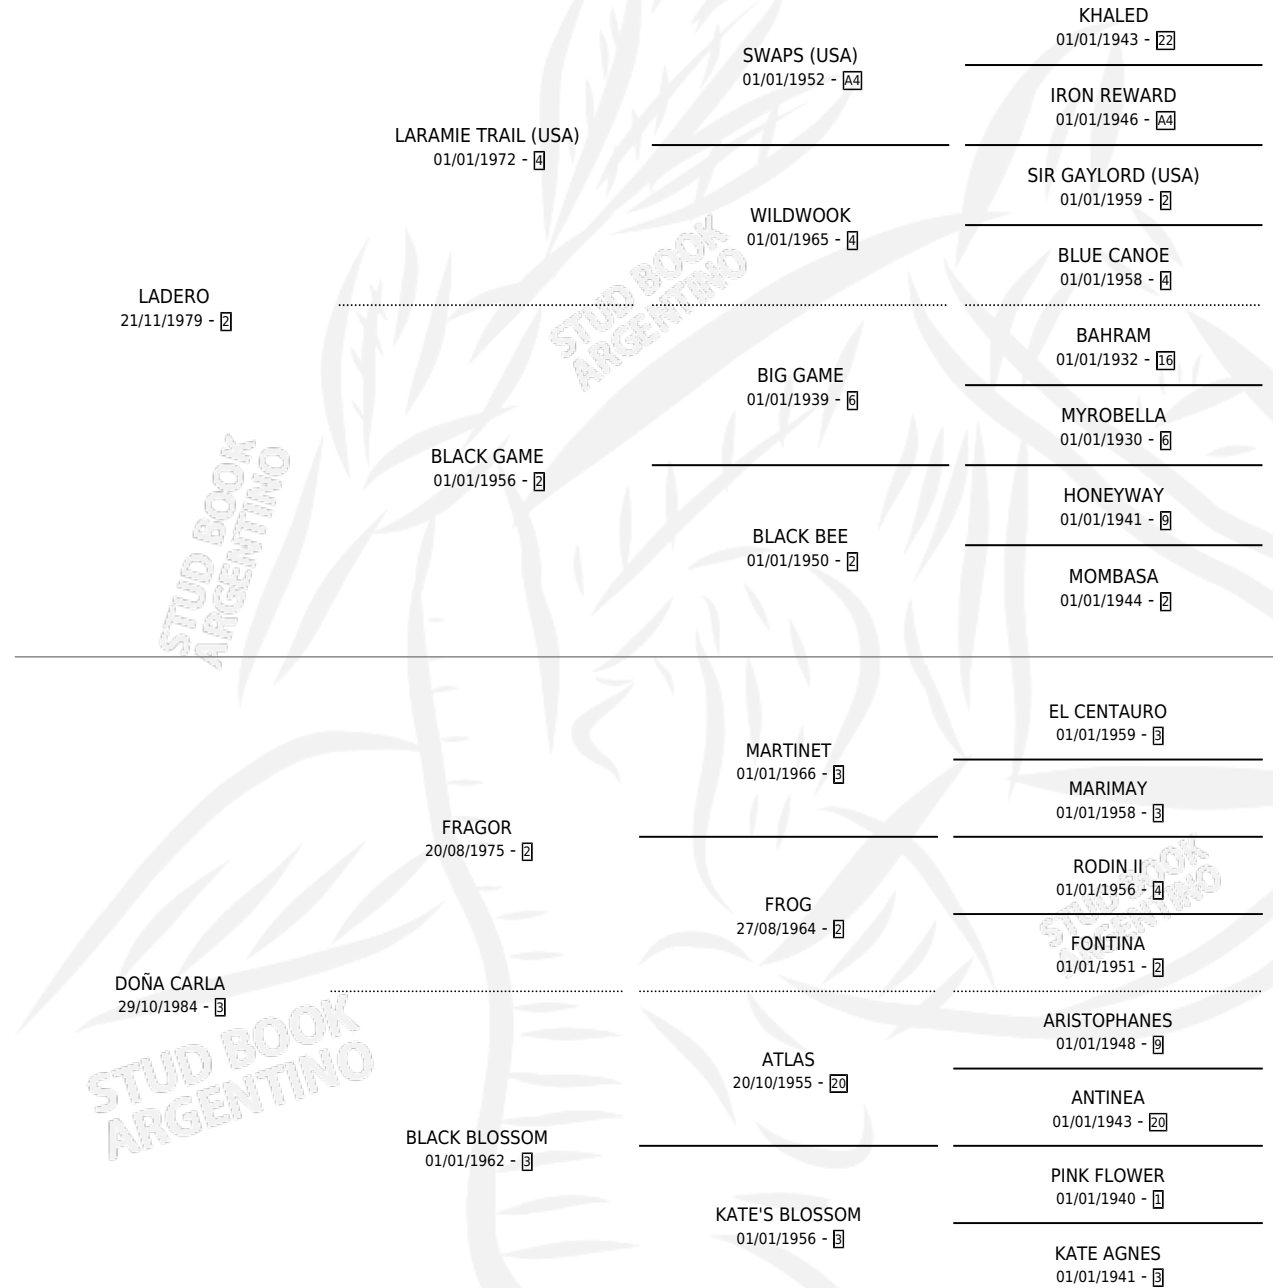 KHALED
01/01/1943 - 22
SWAPS (USA)
01/01/1952 - A4
IRON REWARD
01/01/1946 - A4
LARAMIE TRAIL (USA)
01/01/1972 - 4
SIR GAYLORD (USA)
01/01/1959 - 2
WILDWOOK
01/01/1965 - 4
BLUE CANOE
01/01/1958 - 4
LADERO
21/11/1979 - 2
BAHRAM
01/01/1932 - 16
BIG GAME
01/01/1939 - 6
MYROBELLA
01/01/1930 - 6
BLACK GAME
01/01/1956 - 2
HONEYWAY
01/01/1941 - 9
BLACK BEE
01/01/1950 - 2
MOMBASA
01/01/1944 - 2
STUD BOOK
ARGENTINO
STUD BOOK
ARGENTINO
EL CENTAURO
01/01/1959 - 3
MARTINET
01/01/1966 - 3
MARIMAY
01/01/1958 - 3
FRAGOR
20/08/1975 - 2
RODIN II
01/01/1956 - 4
FROG
27/08/1964 - 2
FONTINA
01/01/1951 - 2
DOÑA CARLA
29/10/1984 - 3
ARISTOPHANES
01/01/1948 - 9
ATLAS
20/10/1955 - 20
ANTINEA
01/01/1943 - 20
BLACK BLOSSOM
01/01/1962 - 3
PINK FLOWER
01/01/1940 - 1
KATE'S BLOSSOM
01/01/1956 - 3
KATE AGNES
01/01/1941 - 3
STUD BOOK
ARGENTINO
STUD BOOK
ARGENTINO